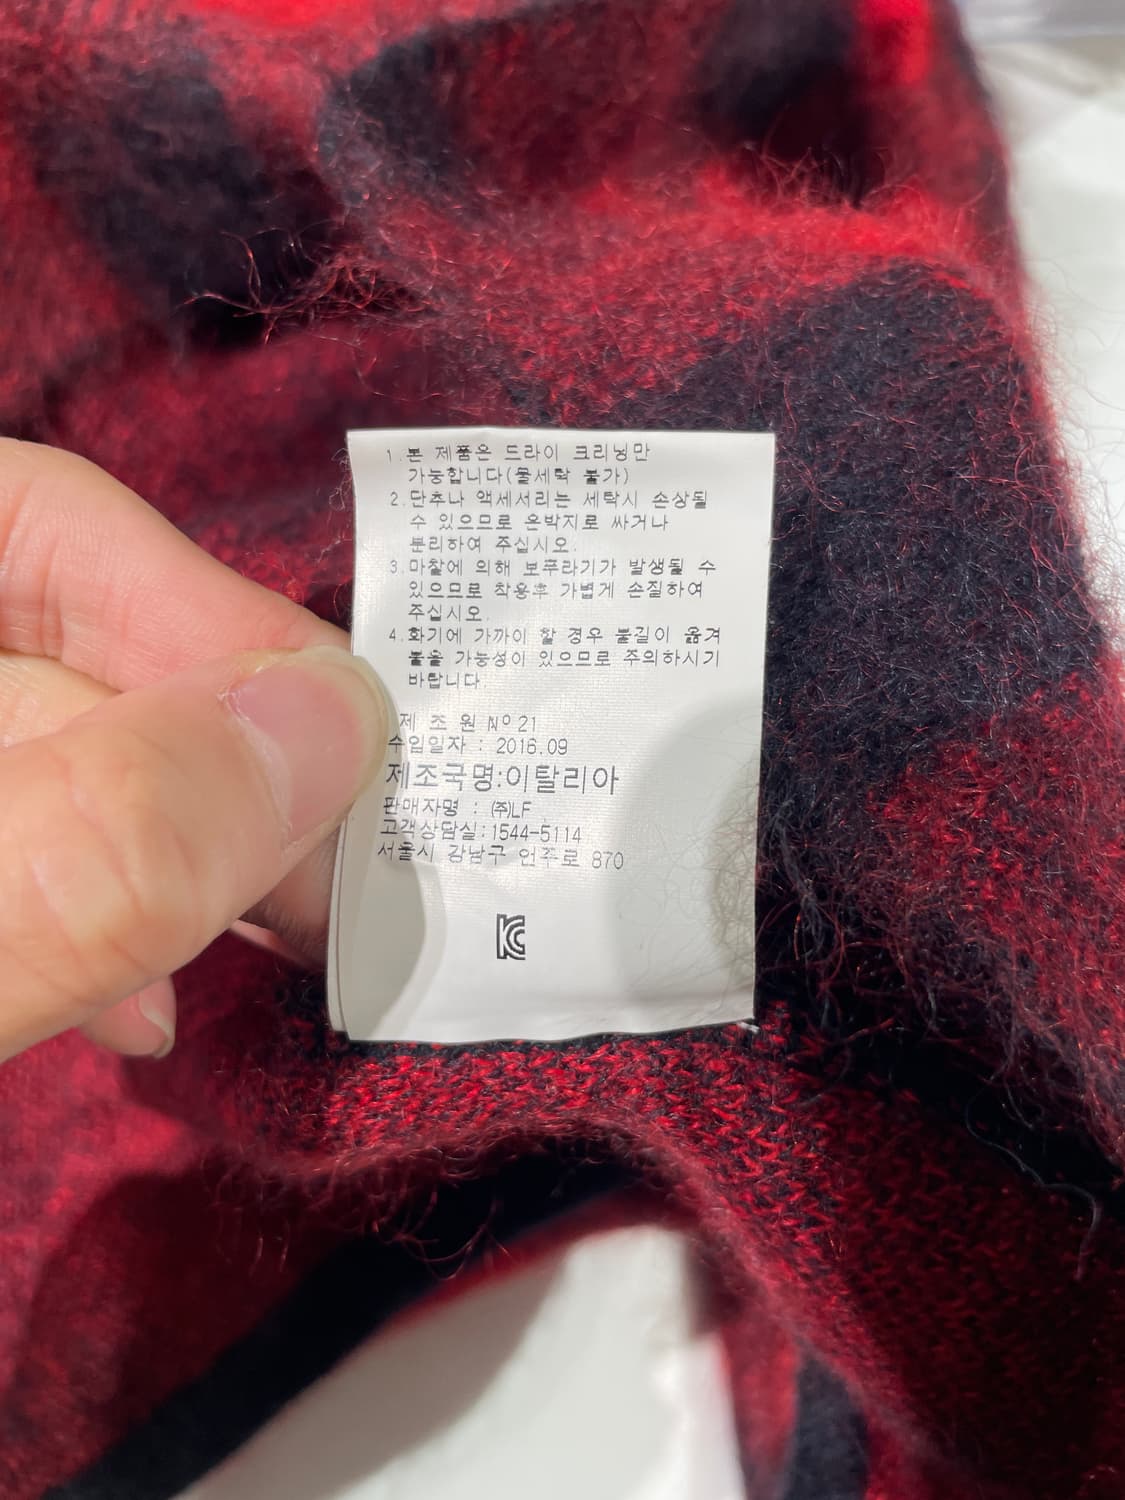 1.본 제품은 드라이 크리닝만
가능합니다(물세탁 불가)
2.단추나 액세서리는 세탁시 손상될
수 있으므로 은박지로 싸거나
분리하여 주십시오.
3.마찰에 의해 보푸라기가 발생될 수
있으므로 착용후 가볍게 손질하여
주십시오.
4.화기에 가까이 할 경우 불길이 옮겨
붙을 가능성이 있으므로 주의하시기
바랍니다.
제 조 원 Nº21
수입일자 : 2016.09
제조국명:이탈리아
판매자명 : ㈜LF
고객상담실:1544-5114
서울시 강남구 언주로 870
KC